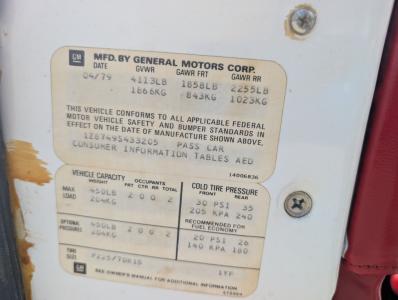 GM
MFD. BY GENERAL MOTORS CORP.
DATE GVWR GAWR FRT GAWR RR
04/79 4113LB 1858LB 2255LB
1866KG 843KG 1023KG
THIS VEHICLE CONFORMS TO ALL APPLICABLE FEDERAL
MOTOR VEHICLE SAFETY AND BUMPER STANDARDS IN
EFFECT ON THE DATE OF MANUFACTURE SHOWN ABOVE.
1Z8749S433205 PASS CAR
CONSUMER INFORMATION TABLES AED
14006836
VEHICLE CAPACITY COLD TIRE PRESSURE
WEIGHT OCCUPANTS FRONT REAR
FRT CTR RR TOTAL
MAX. LOAD 450LB 2 0 0 2 30 PSI 35
204KG 205 KPA 240
RECOMMENDED FOR FUEL ECONOMY
OPTIONAL PRESSURES 450LB 2 0 0 2 20 PSI 26
204KG 140 KPA 180
TIRE SIZE P225/70R15 1YF
GM SEE OWNER'S MANUAL FOR ADDITIONAL INFORMATION